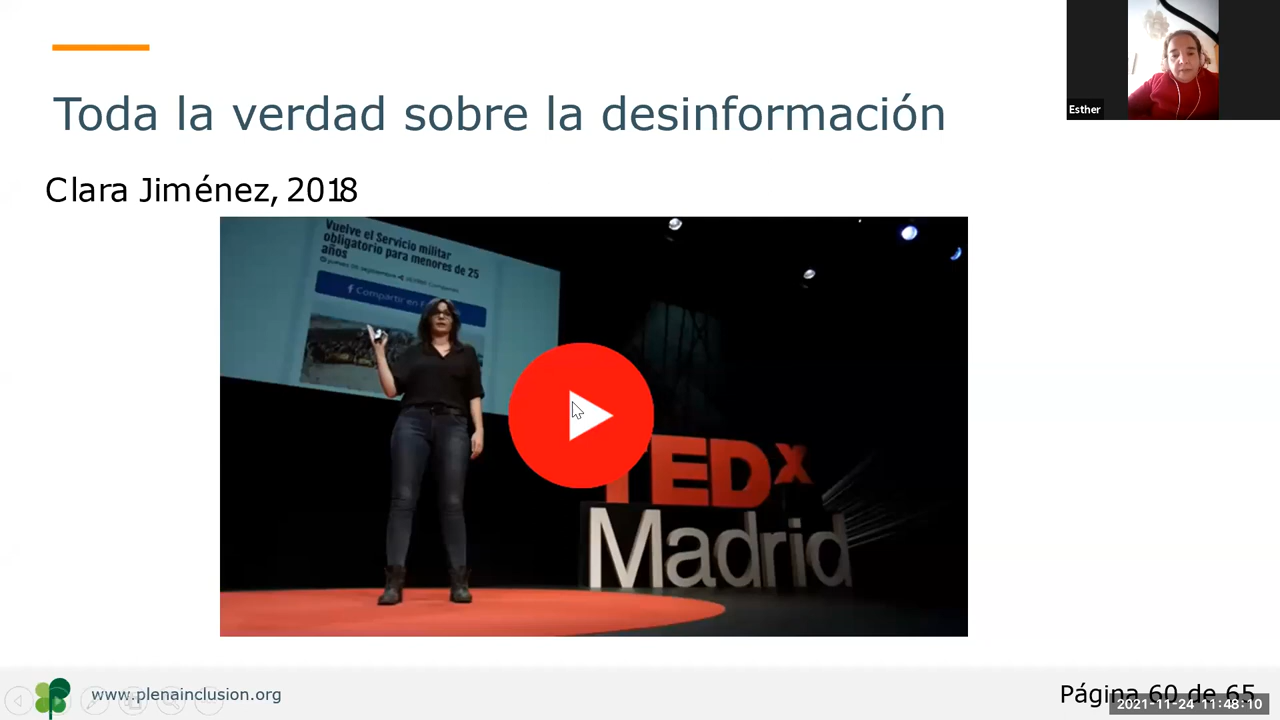 Toda la verdad sobre la desinformación
Esther
Clara Jiménez, 2018
Vuelve el Servicio militar
obligatorio para menores de 25
años
Compartir en
TEDx
Madrid
www.plenainclusion.org
Página 60 de 65
2021-11-24 11:48:10